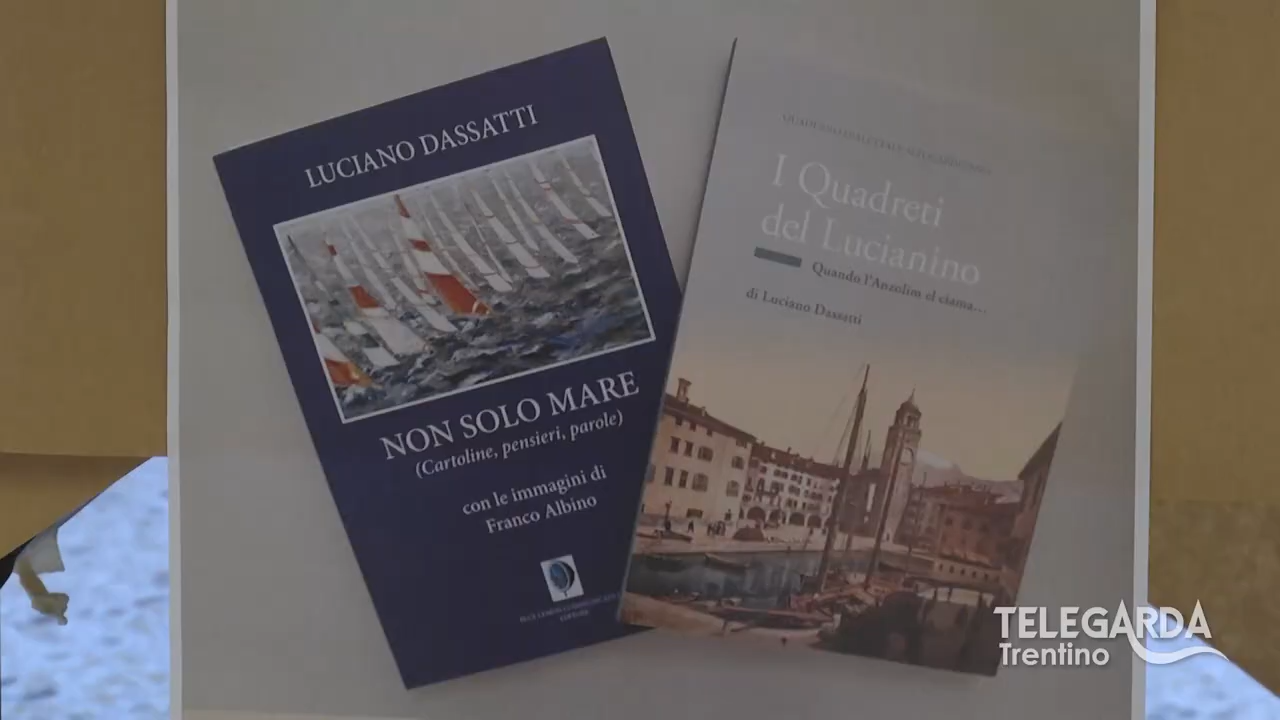 LUCIANO DASSATTI
NON SOLO MARE
(Cartoline, pensieri, parole)
con le immagini di
Franco Albino
EDITORE
I Quadreti
del Lucianino
Quando l'Anzolim el ciama...
di Luciano Dassatti
TELEGARDA
Trentino